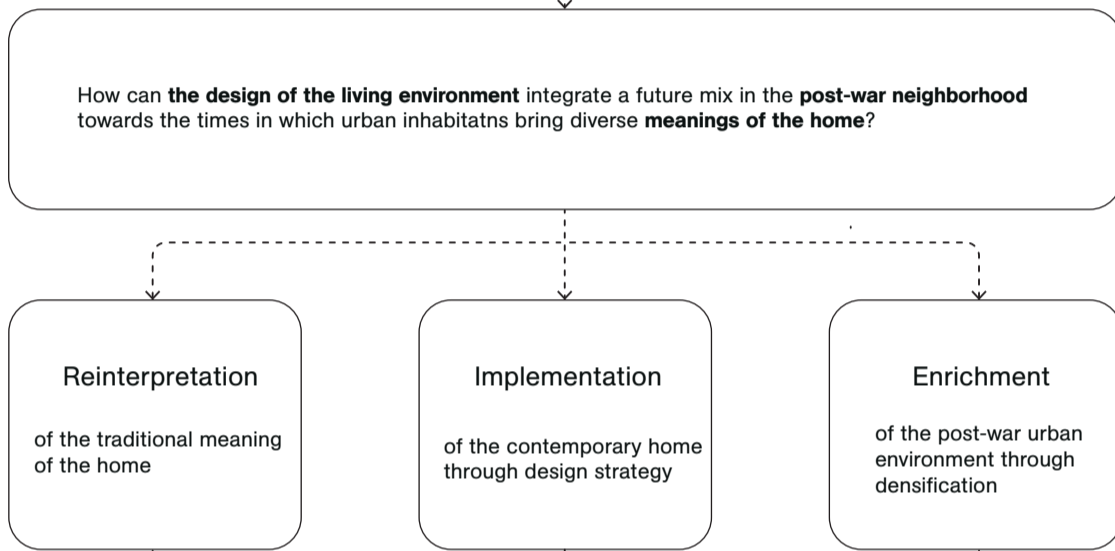 How can the design of the living environment integrate a future mix in the post-war neighborhood
towards the times in which urban inhabitatns bring diverse meanings of the home?
Reinterpretation
of the traditional meaning
of the home
Implementation
of the contemporary home
through design strategy
Enrichment
of the post-war urban
environment through
densification